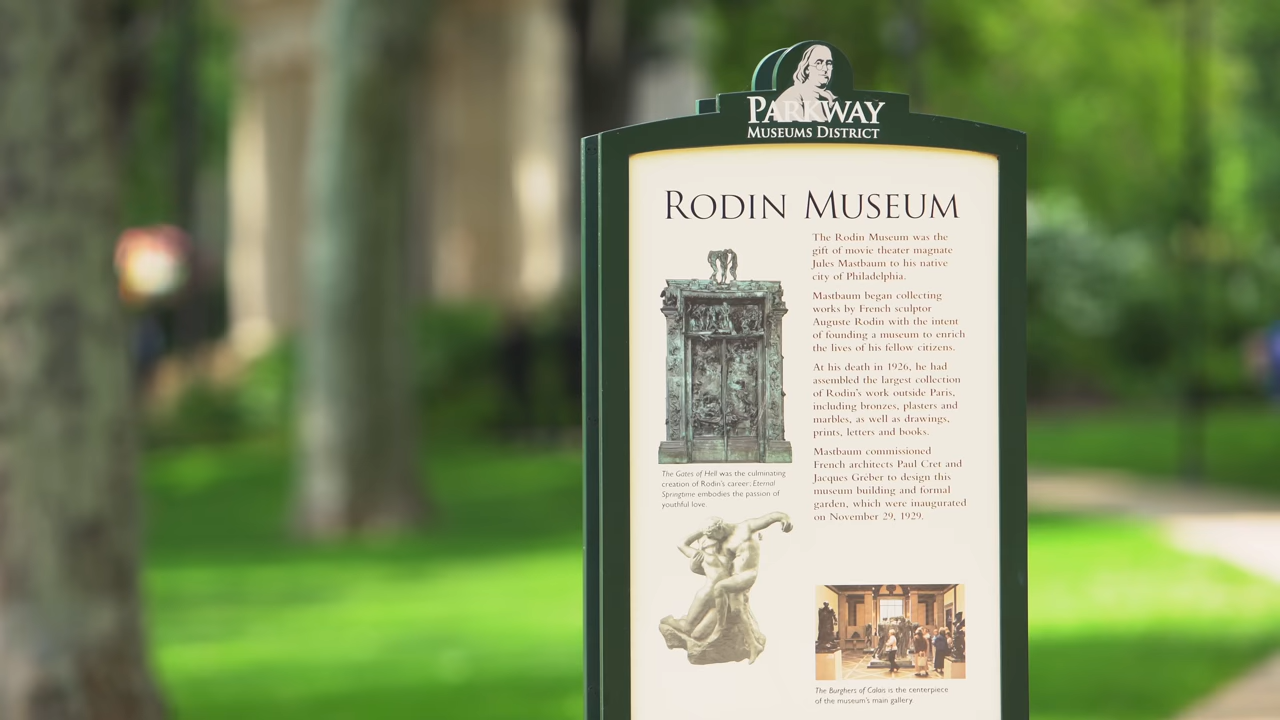 PARKWAY
MUSEUMS DISTRICT
RODIN MUSEUM
The Rodin Museum was the
gift of movie theater magnate
Jules Mastbaum to his native
city of Philadelphia.
Mastbaum began collecting
works by French sculptor
Auguste Rodin with the intent
of founding a museum to enrich
the lives of his fellow citizens.
At his death in 1926, he had
assembled the largest collection
of Rodin's work outside Paris,
including bronzes, plasters and
marbles, as well as drawings,
prints, letters and books.
Mastbaum commissioned
French architects Paul Cret and
Jacques Greber to design this
museum building and formal
garden, which were inaugurated
on November 29, 1929.
The Gates of Hell was the culminating
creation of Rodin's career; Eternal
Springtime embodies the passion of
youthful love.
The Burghers of Calais is the centerpiece
of the museum's main gallery.